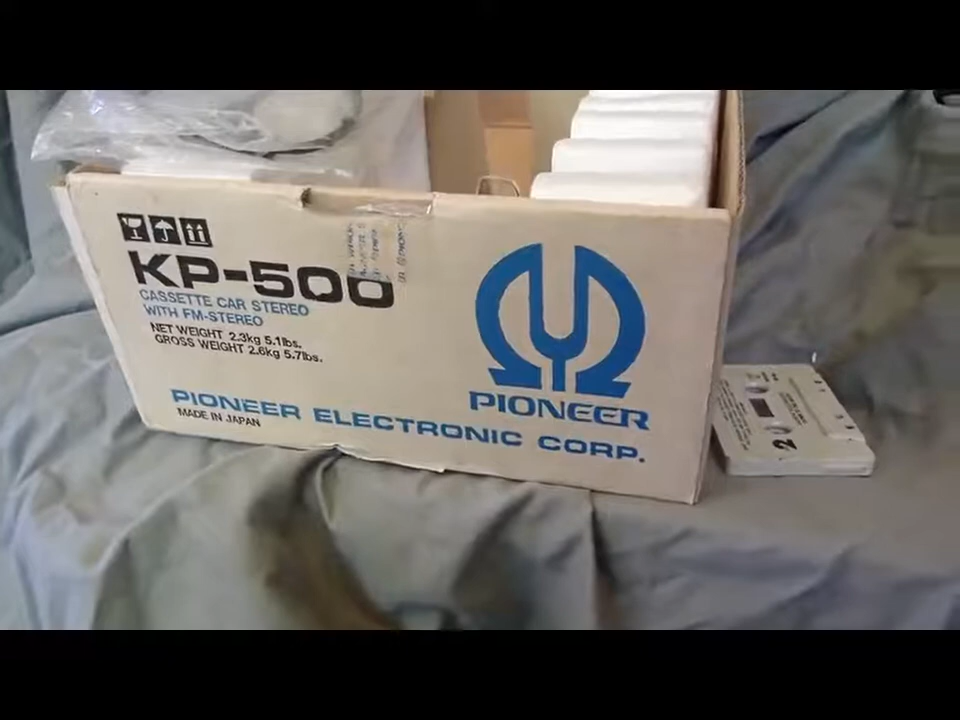 KP-500
CASSETTE CAR STEREO
WITH FM-STEREO
NET WEIGHT 2.3kg 5.1lbs.
GROSS WEIGHT 2.6kg 5.7lbs.
PIONEER
PIONEER ELECTRONIC CORP.
MADE IN JAPAN
2